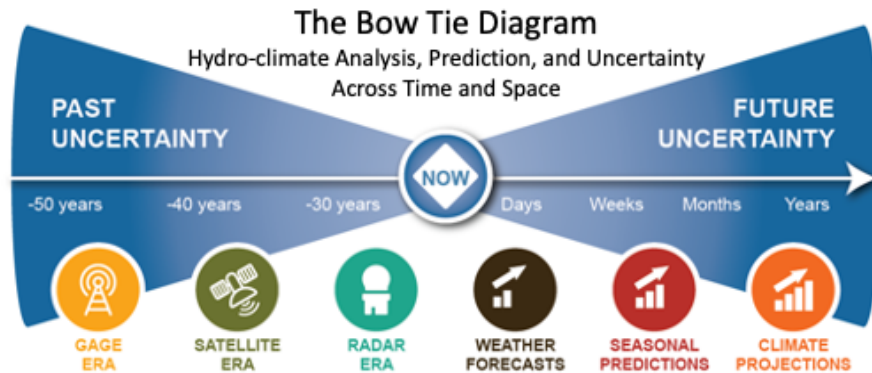 The Bow Tie Diagram
Hydro-climate Analysis, Prediction, and Uncertainty
Across Time and Space
PAST
UNCERTAINTY
FUTURE
UNCERTAINTY
NOW
-50 years
-40 years
-30 years
Days
Weeks
Months
Years
GAGE
ERA
SATELLITE
ERA
RADAR
ERA
WEATHER
FORECASTS
SEASONAL
PREDICTIONS
CLIMATE
PROJECTIONS